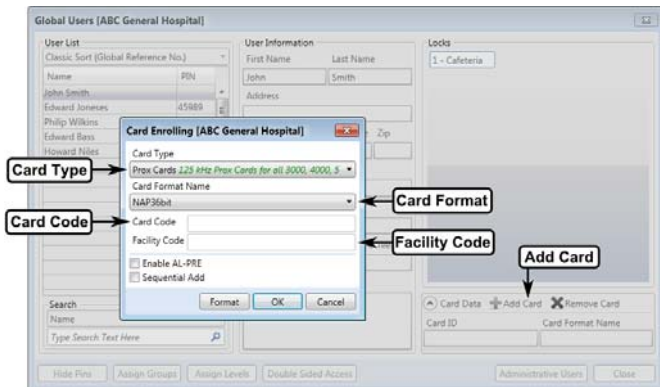 Global Users [ABC General Hospital]
User List
Classic Sort (Global Reference No.)
Name PIN
John Smith
Edward Joneses 45989
Philip Wilkins
Edward Bass
Howard Niles
Search
Name
Type Search Text Here
User Information
First Name Last Name
John Smith
Address
Zip
Locks
1 - Cafeteria
Card Enrolling [ABC General Hospital]
Card Type
Prox Cards 125 kHz Prox Cards for all 3000, 4000, 5
Card Format Name
NAP36bit
Card Code
Facility Code
Enable AL-PRE
Sequential Add
Format OK Cancel
Card Type
Card Code
Card Format
Facility Code
Add Card
Card Data Add Card Remove Card
Card ID Card Format Name
Hide Pins Assign Groups Assign Levels Double Sided Access Administrative Users Close